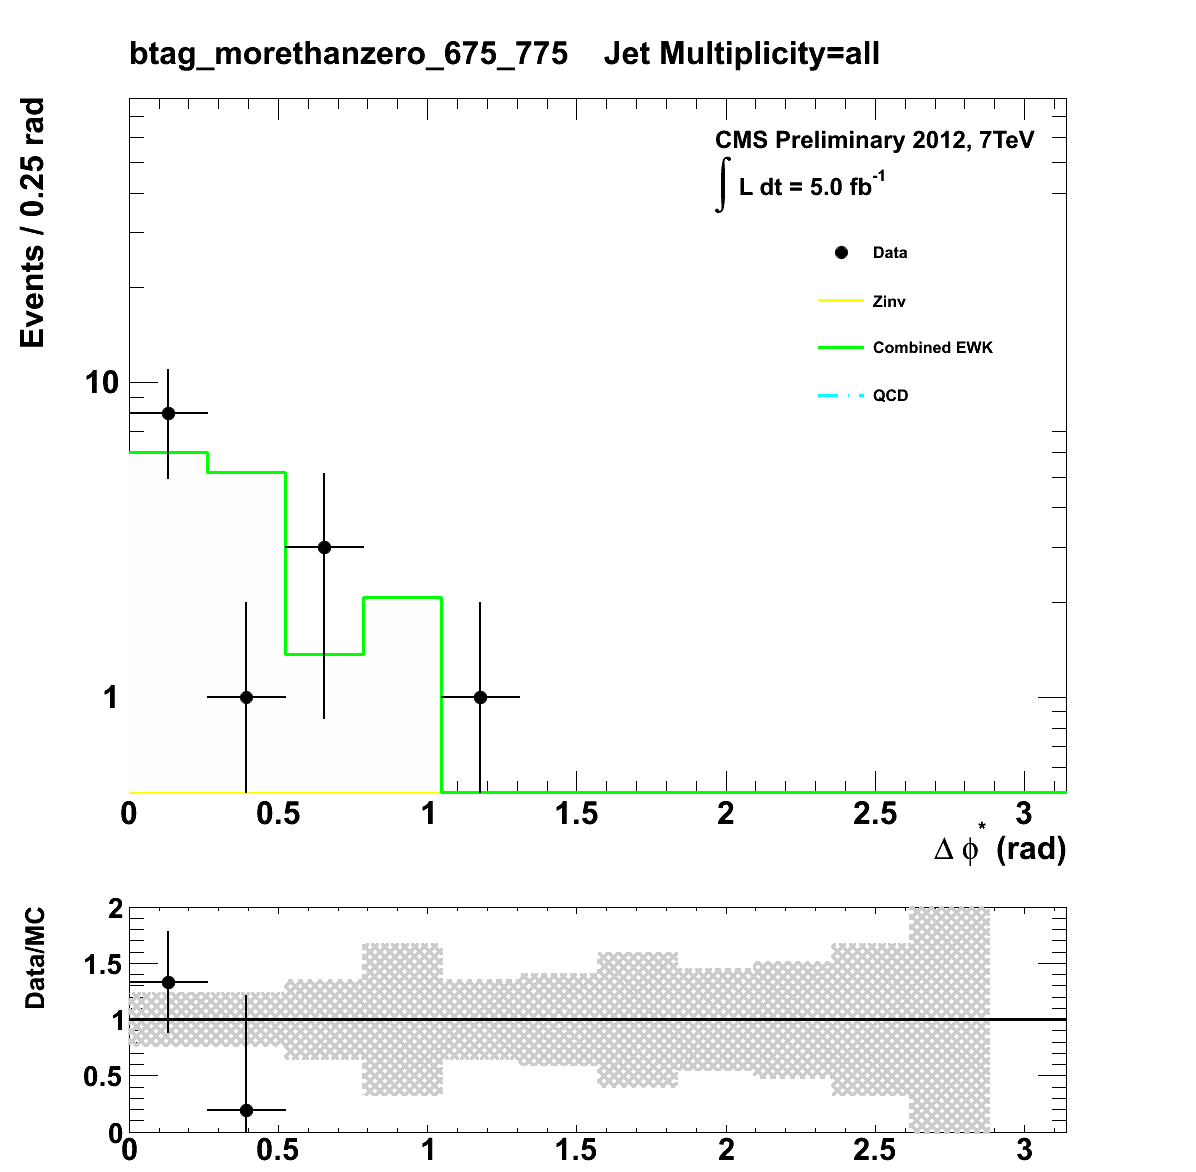 btag_morethanzero_675_775 Jet Multiplicity=all
Events / 0.25 rad
CMS Preliminary 2012, 7TeV
∫ L dt = 5.0 fb⁻¹
Data
Zinv
Combined EWK
QCD
10
1
0 0.5 1 1.5 2 2.5 3
Δ ϕ* (rad)
Data/MC
2
1.5
1
0.5
0
0 0.5 1 1.5 2 2.5 3